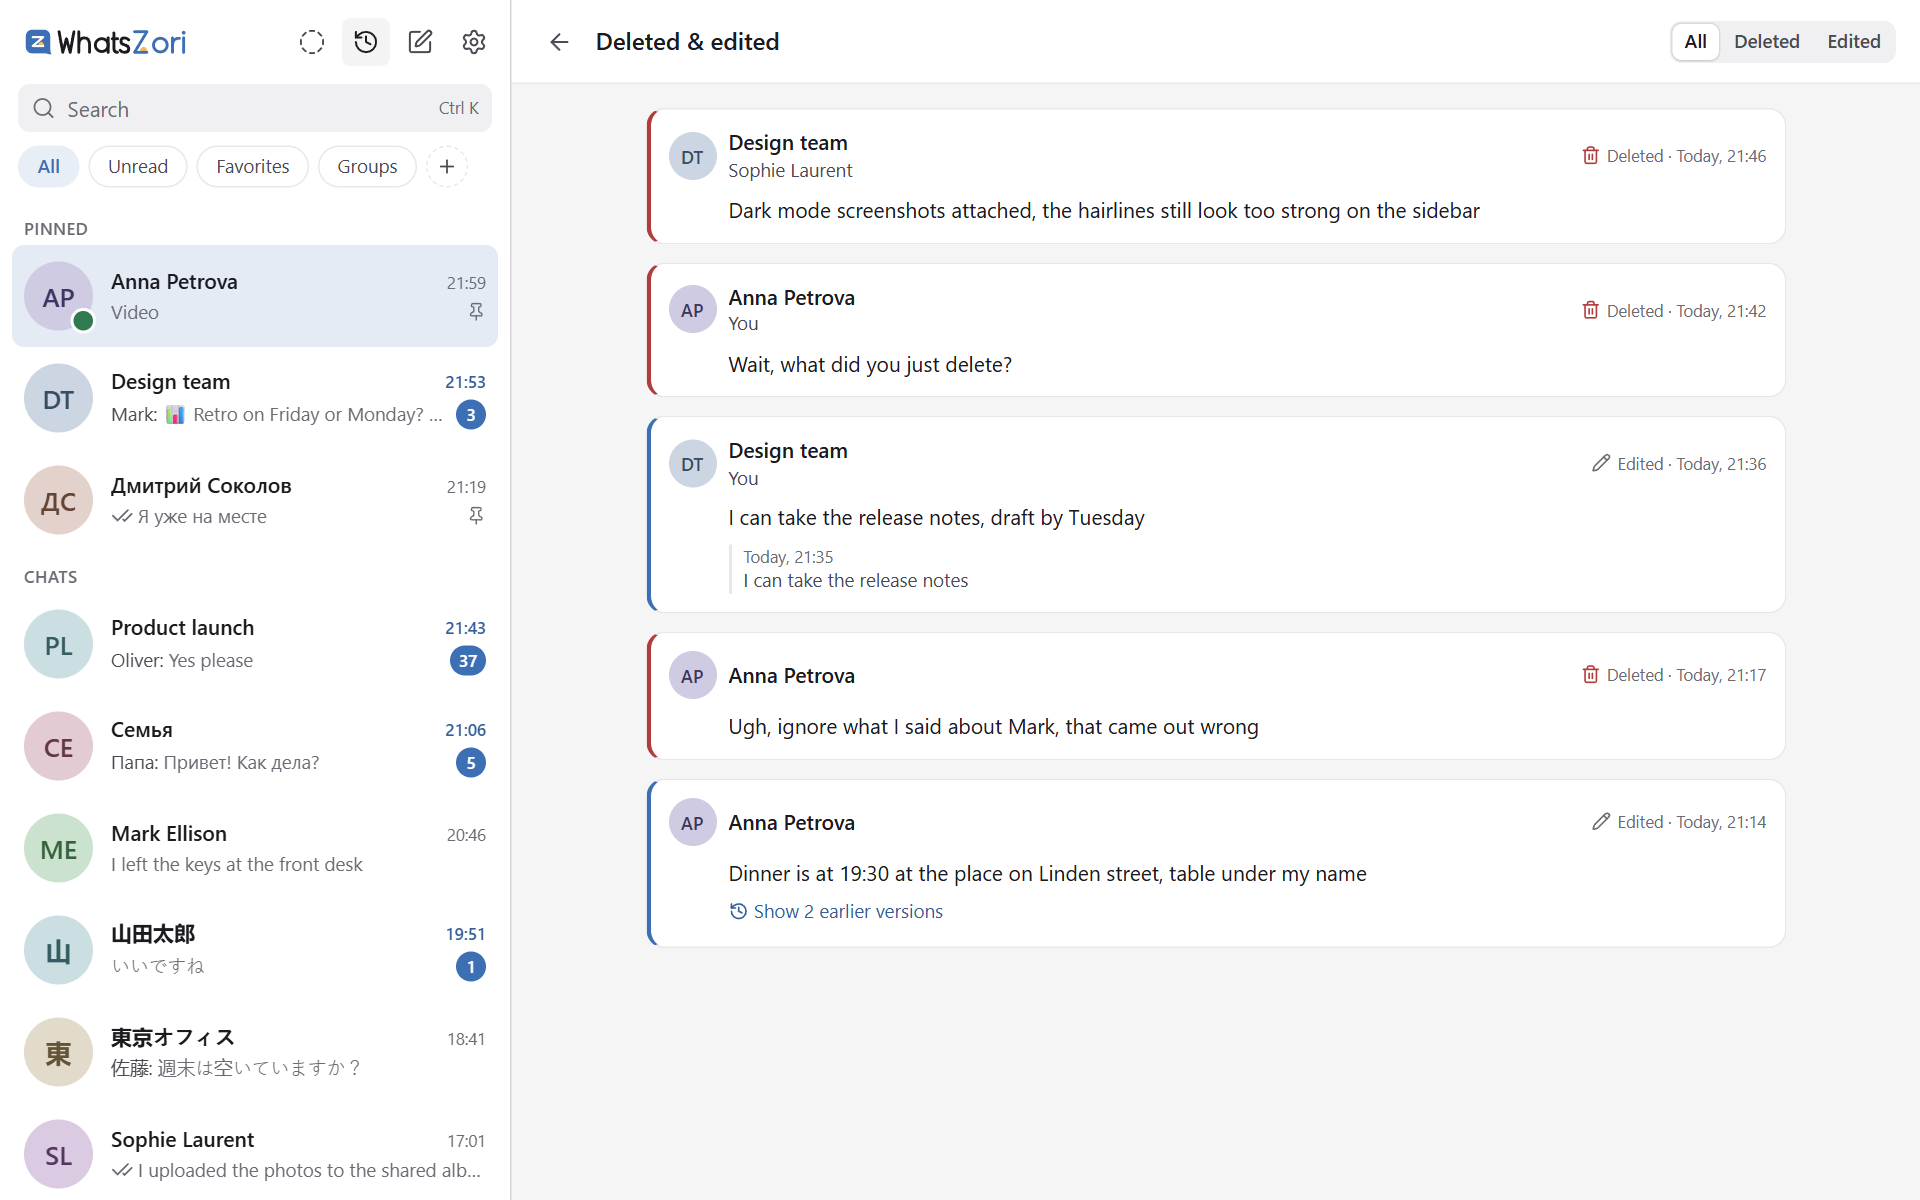 WhatsZori
Search
Ctrl K
All
Unread
Favorites
Groups
+
PINNED
AP
Anna Petrova
21:59
Video
DT
Design team
21:53
Mark: 📊 Retro on Friday or Monday? ...
3
ДС
Дмитрий Соколов
21:19
Я уже на месте
CHATS
PL
Product launch
21:43
Oliver: Yes please
37
СЕ
Семья
21:06
Папа: Привет! Как дела?
5
ME
Mark Ellison
20:46
I left the keys at the front desk
山
山田太郎
19:51
いいですね
1
東
東京オフィス
18:41
佐藤: 週末は空いていますか？
SL
Sophie Laurent
17:01
I uploaded the photos to the shared alb...
Deleted & edited
All
Deleted
Edited
DT
Design team
Sophie Laurent
Deleted · Today, 21:46
Dark mode screenshots attached, the hairlines still look too strong on the sidebar
AP
Anna Petrova
You
Deleted · Today, 21:42
Wait, what did you just delete?
DT
Design team
You
Edited · Today, 21:36
I can take the release notes, draft by Tuesday
Today, 21:35
I can take the release notes
AP
Anna Petrova
Deleted · Today, 21:17
Ugh, ignore what I said about Mark, that came out wrong
AP
Anna Petrova
Edited · Today, 21:14
Dinner is at 19:30 at the place on Linden street, table under my name
Show 2 earlier versions